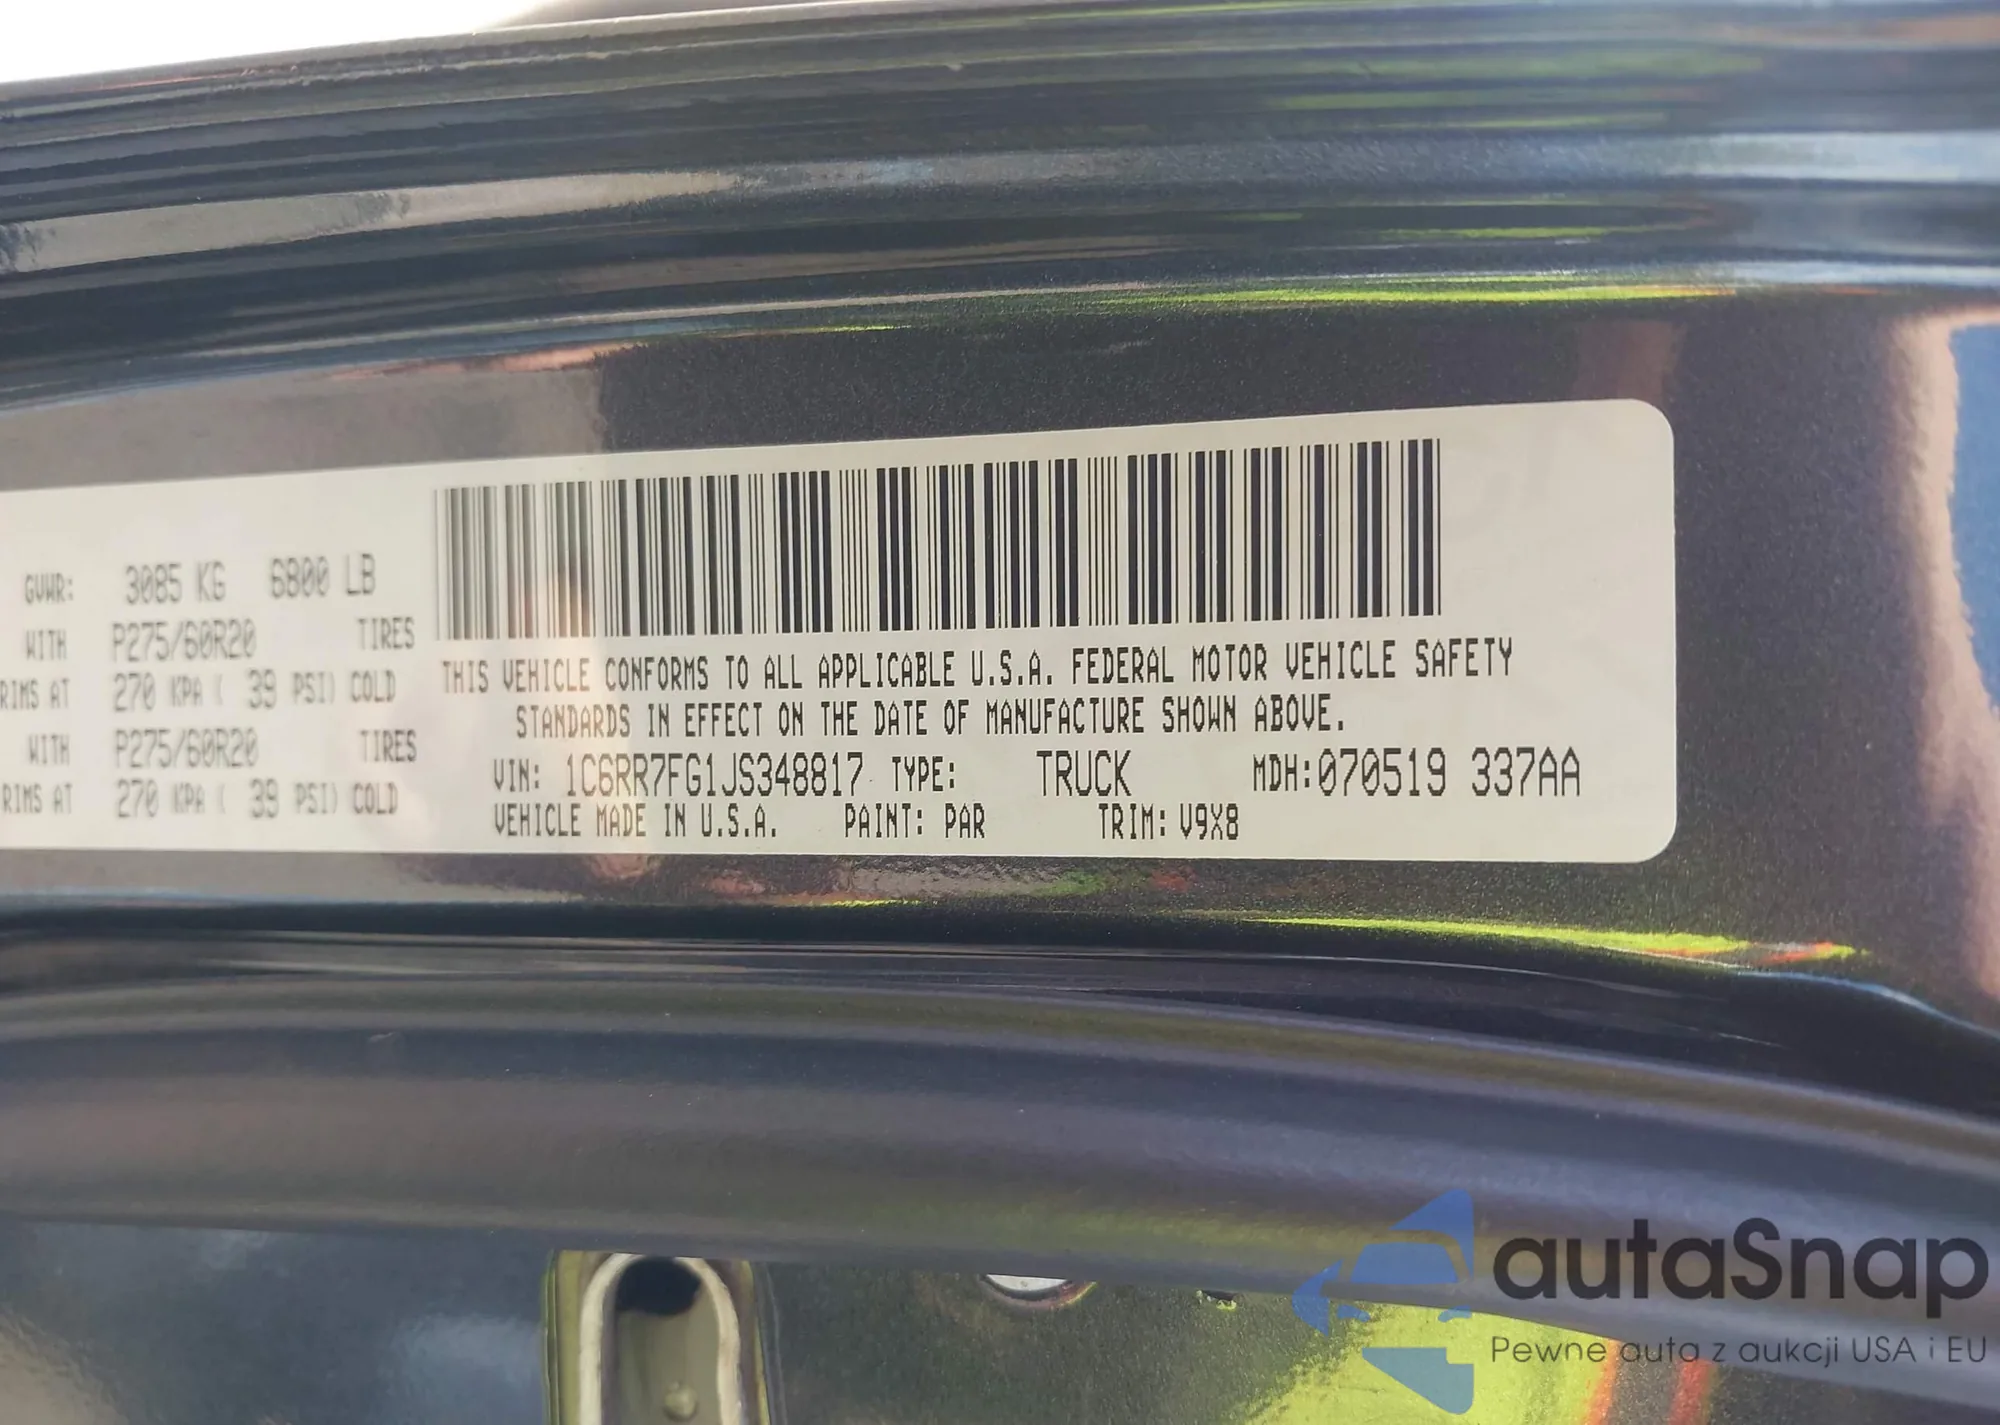 GVWR: 3085 KG 6800 LB
WITH P275/60R20 TIRES
RIMS AT 270 KPA ( 39 PSI) COLD
WITH P275/60R20 TIRES
RIMS AT 270 KPA ( 39 PSI) COLD
THIS VEHICLE CONFORMS TO ALL APPLICABLE U.S.A. FEDERAL MOTOR VEHICLE SAFETY
STANDARDS IN EFFECT ON THE DATE OF MANUFACTURE SHOWN ABOVE.
VIN: 1C6RR7FG1JS348817 TYPE: TRUCK MDH:070519 337AA
VEHICLE MADE IN U.S.A. PAINT: PAR TRIM: V9X8
autaSnap
Pewne auta z aukcji USA i EU